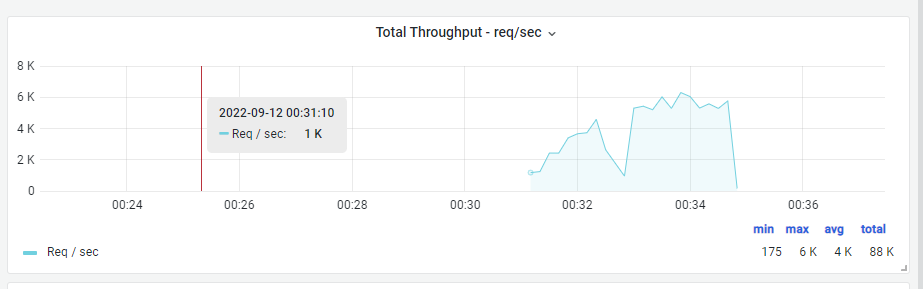 Total Throughput - req/sec
8 K
6 K
4 K
2 K
0
2022-09-12 00:31:10
Req / sec: 1 K
00:24 00:26 00:28 00:30 00:32 00:34 00:36
min max avg total
Req / sec 175 6 K 4 K 88 K